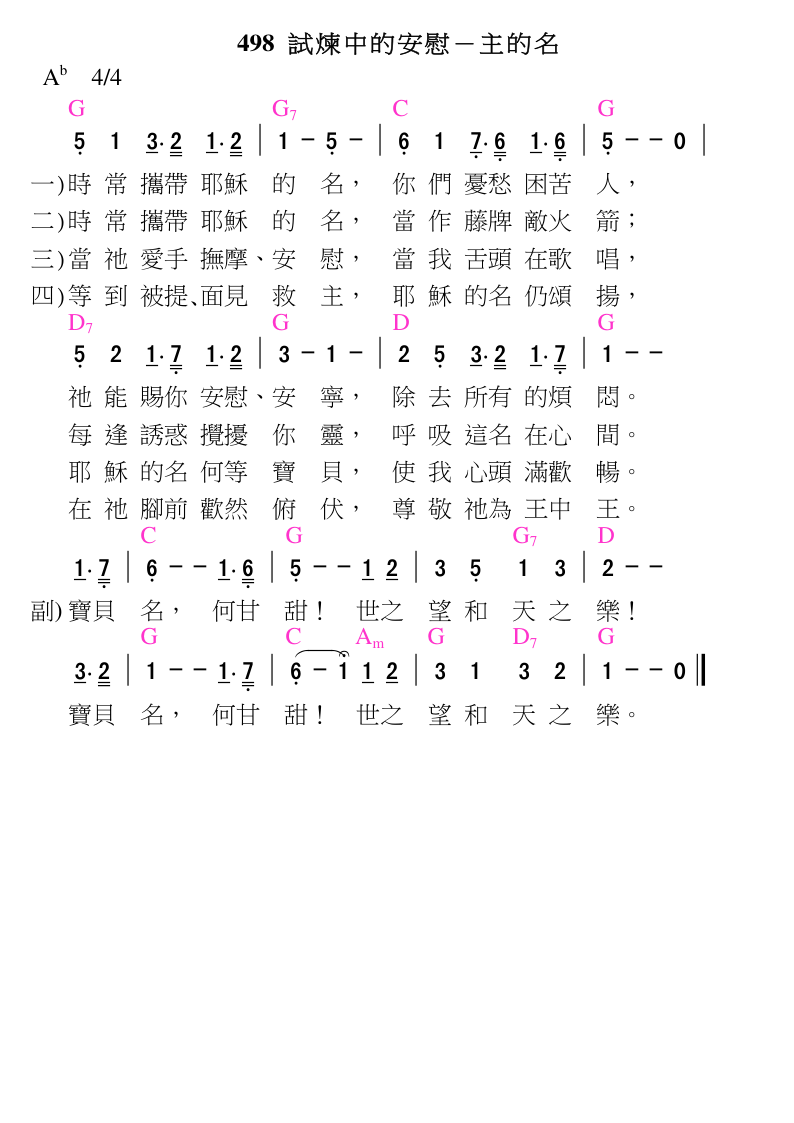 498 試煉中的安慰－主的名
A♭ 4/4
G G7 C G
5 1 3· 2 1· 2 | 1 － 5 － | 6 1 7· 6 1· 6 | 5 － － 0 |
一)時 常 攜帶 耶穌 的 名， 你 們 憂愁 困苦 人，
二)時 常 攜帶 耶穌 的 名， 當 作 藤牌 敵火 箭；
三)當 祂 愛手 撫摩、安 慰， 當 我 舌頭 在歌 唱，
四)等 到 被提、面見 救 主， 耶 穌 的名 仍頌 揚，
D7 G D G
5 2 1· 7 1· 2 | 3 － 1 － | 2 5 3· 2 1· 7 | 1 － －
祂 能 賜你 安慰、安 寧， 除 去 所有 的煩 悶。
每 逢 誘惑 攪擾 你 靈， 呼 吸 這名 在心 間。
耶 穌 的名 何等 寶 貝， 使 我 心頭 滿歡 暢。
在 祂 腳前 歡然 俯 伏， 尊 敬 祂為 王中 王。
C G G7 D
1· 7 | 6 － － 1· 6 | 5 － － 1 2 | 3 5 1 3 | 2 － －
副) 寶貝 名， 何甘 甜！ 世之 望 和 天 之 樂！
G C Am G D7 G
3· 2 | 1 － － 1· 7 | 6 － 1 1 2 | 3 1 3 2 | 1 － － 0 ‖
寶貝 名， 何甘 甜！ 世之 望 和 天 之 樂。